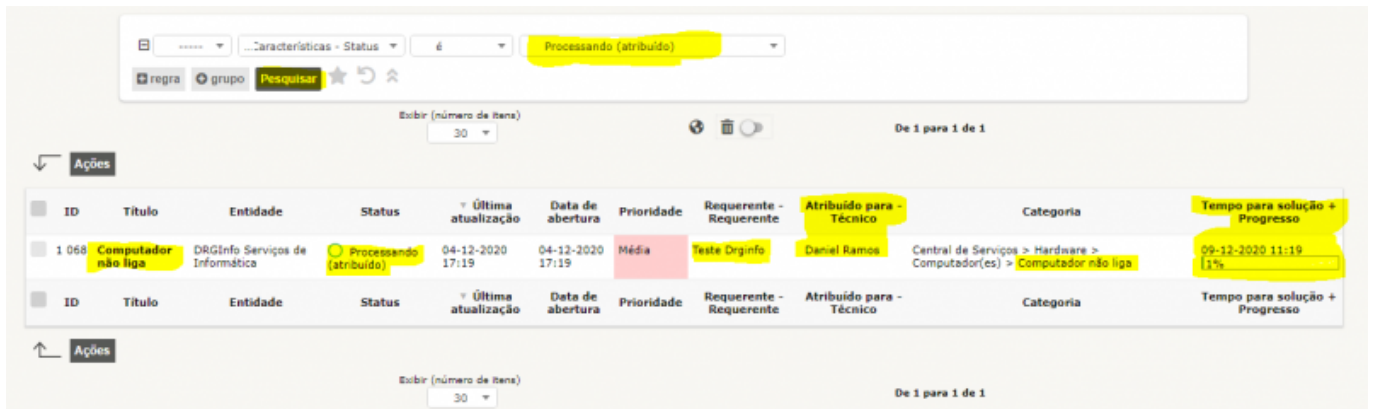 ----- ...Características - Status é Processando (atribuído)
regra grupo Pesquisar
Exibir (número de itens)
30 De 1 para 1 de 1
Ações
ID Título Entidade Status Última atualização Data de abertura Prioridade Requerente - Requerente Atribuído para - Técnico Categoria Tempo para solução + Progresso
1 068 Computador não liga DRGInfo Serviços de Informática Processando (atribuído) 04-12-2020 17:19 04-12-2020 17:19 Média Teste Drginfo Daniel Ramos Central de Serviços > Hardware > Computador(es) > Computador não liga 09-12-2020 11:19 1%
ID Título Entidade Status Última atualização Data de abertura Prioridade Requerente - Requerente Atribuído para - Técnico Categoria Tempo para solução + Progresso
Ações
Exibir (número de itens)
30 De 1 para 1 de 1